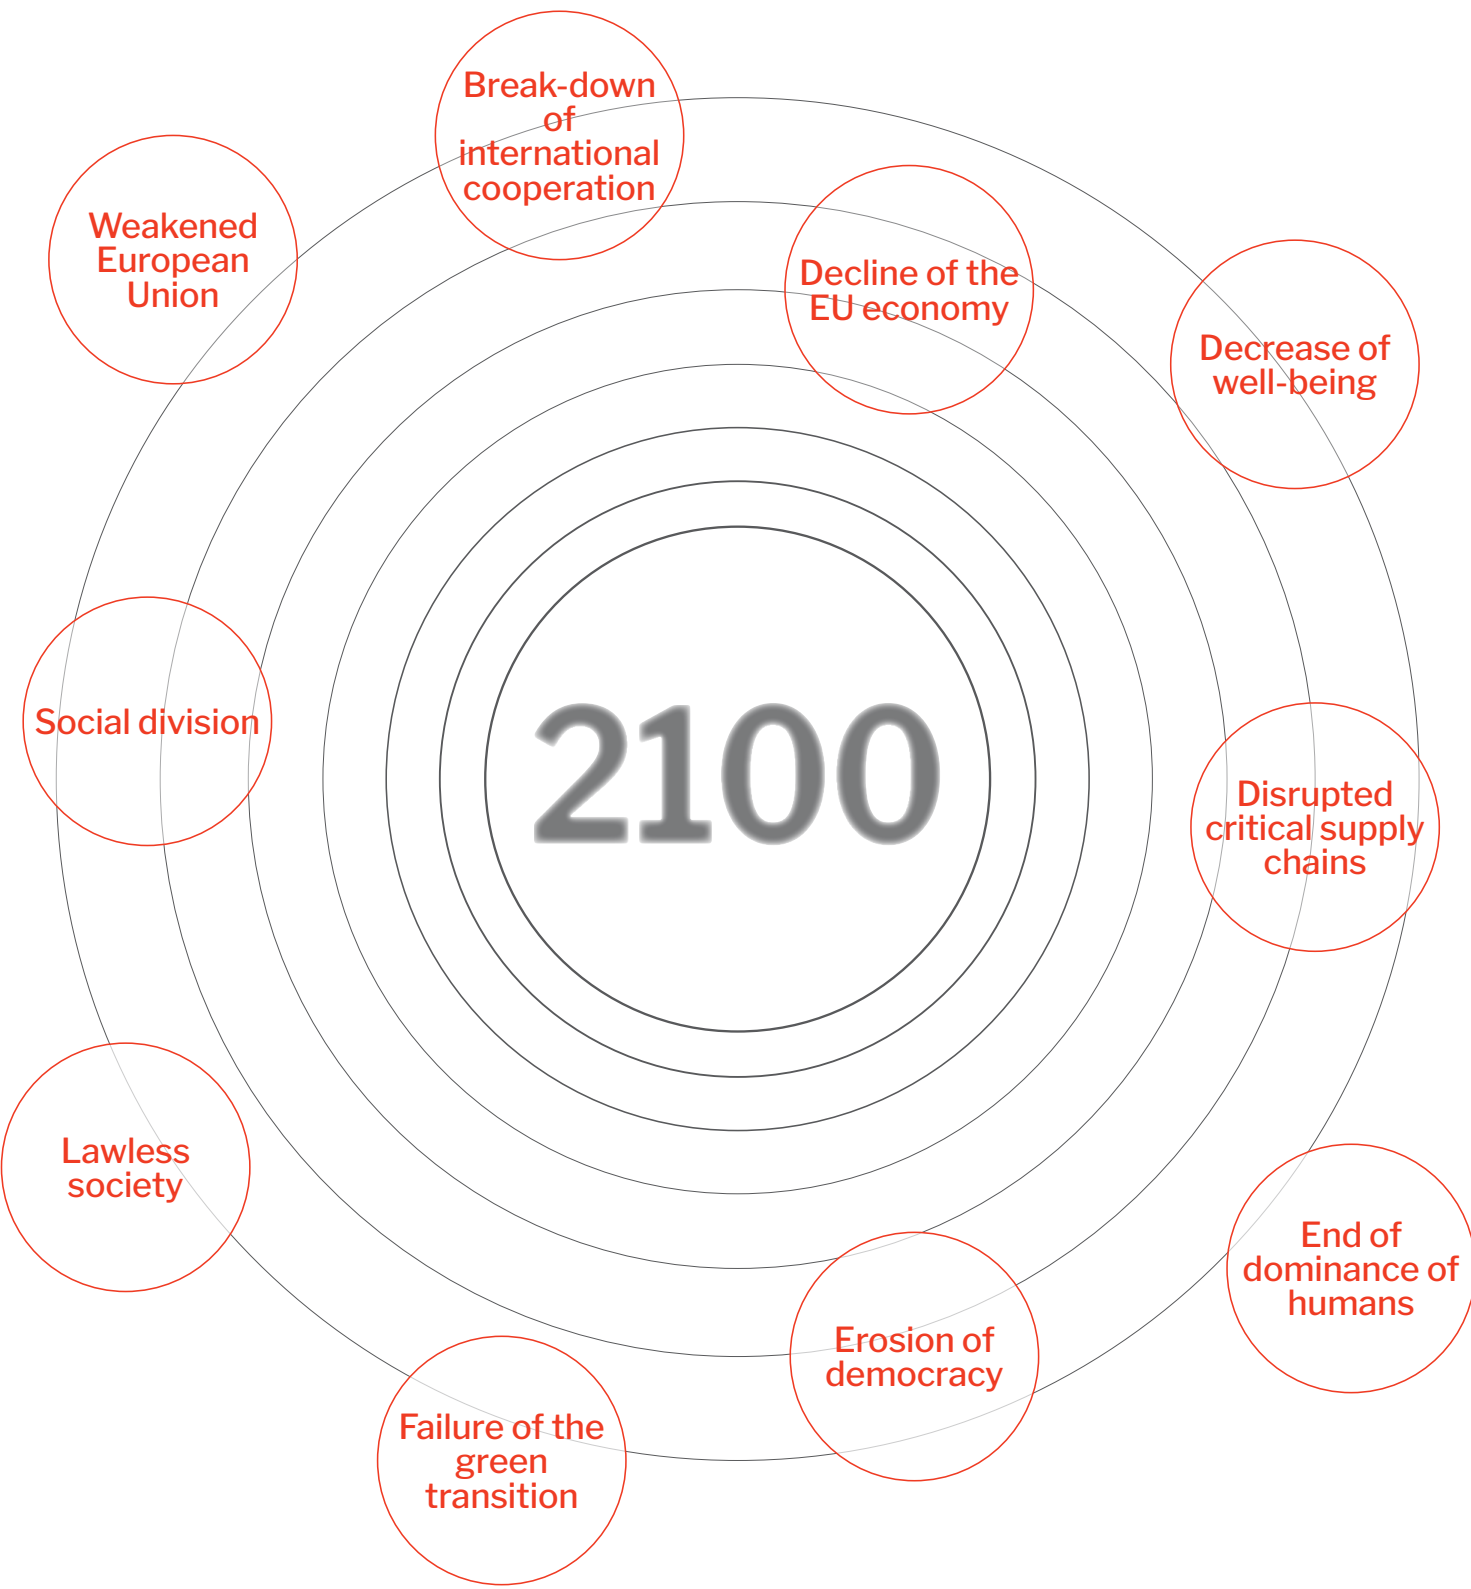 Break-down
of
international
cooperation
Weakened
European
Union
Decline of the
EU economy
Decrease of
well-being
Social division
2100
Disrupted
critical supply
chains
Lawless
society
End of
dominance of
humans
Erosion of
democracy
Failure of the
green
transition